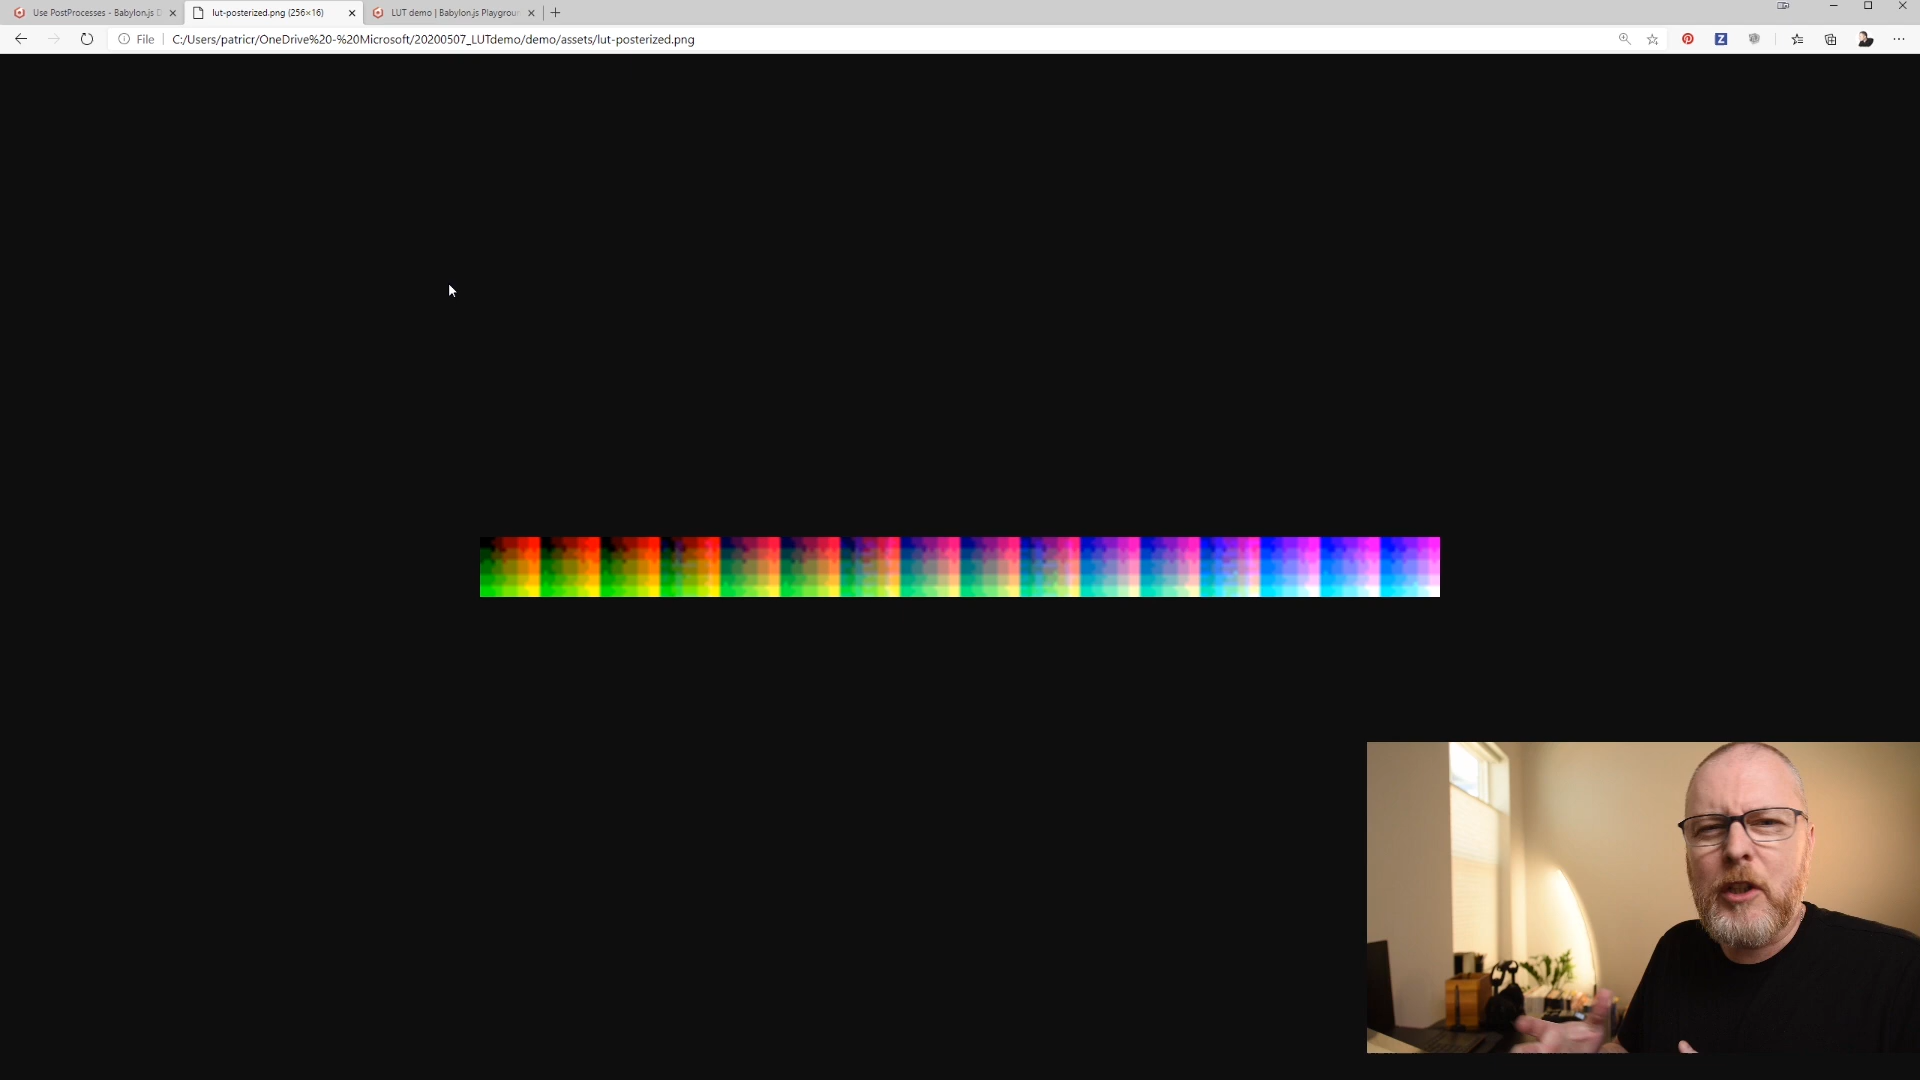 Use PostProcesses - Babylon.js D
lut-posterized.png (256×16)
LUT demo | Babylon.js Playgroun
File
C:/Users/patricr/OneDrive%20-%20Microsoft/20200507_LUTdemo/demo/assets/lut-posterized.png
Z